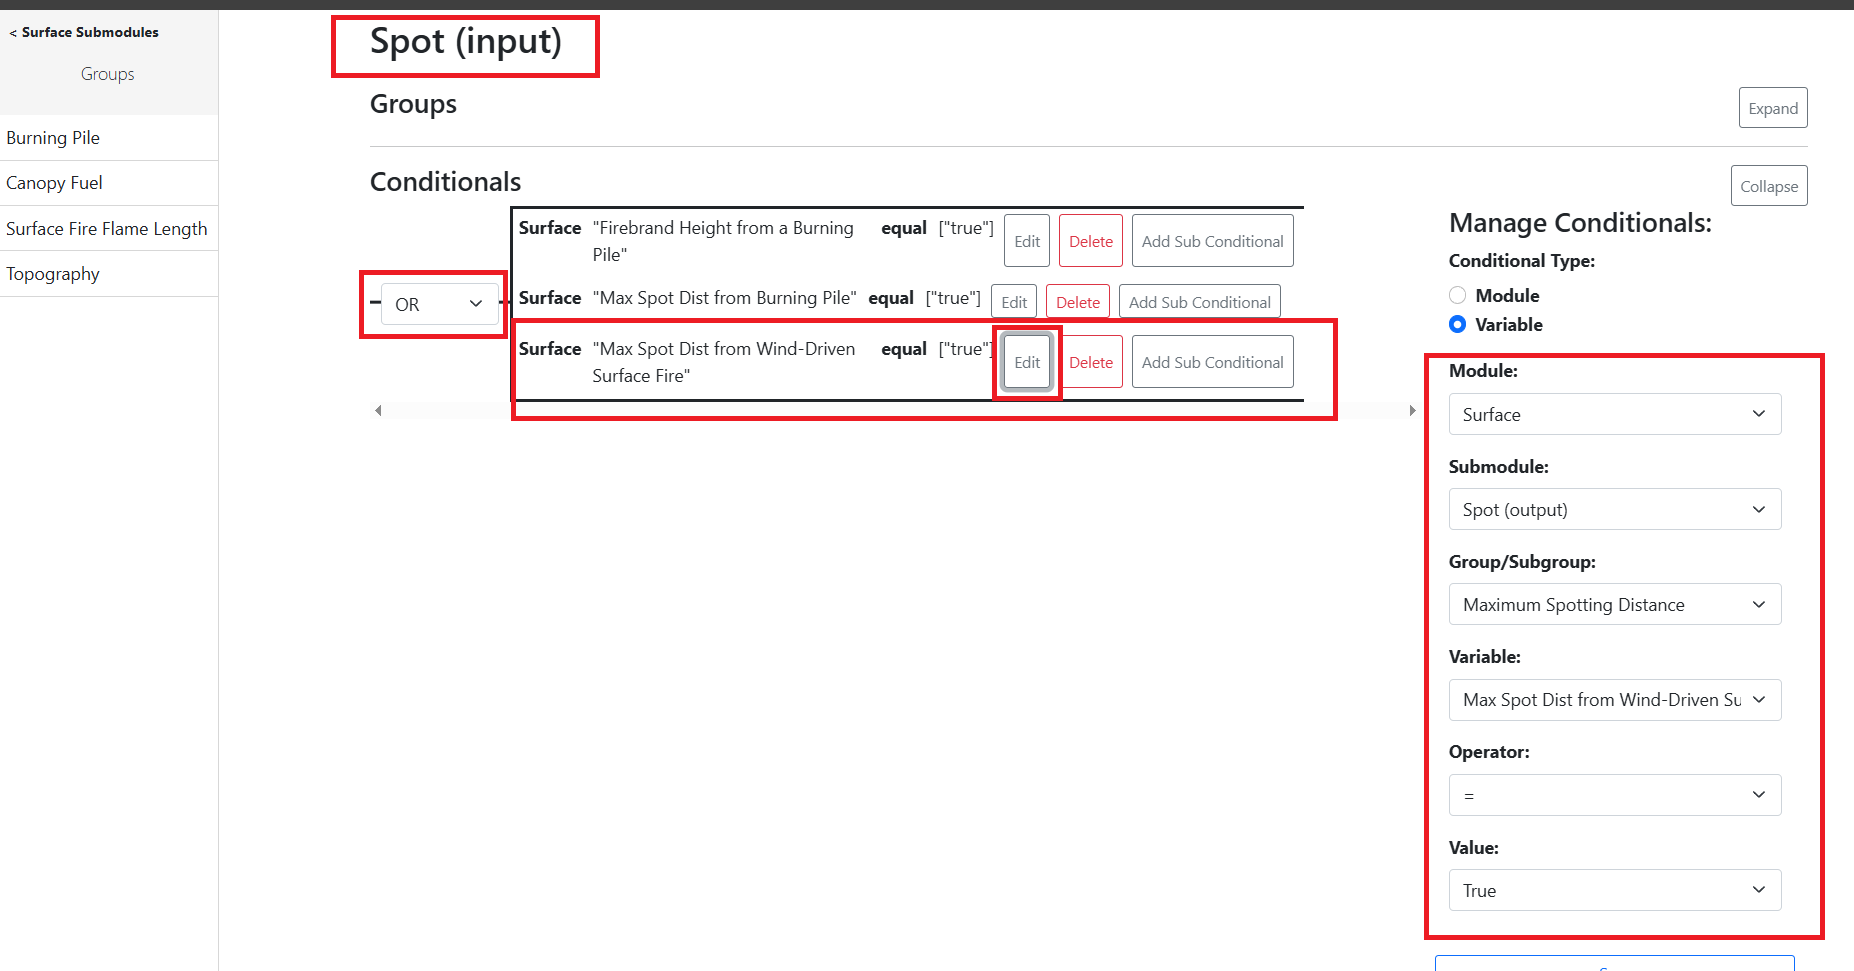 < Surface Submodules
Groups
Burning Pile
Canopy Fuel
Surface Fire Flame Length
Topography
Spot (input)
Groups
Expand
Conditionals
Collapse
OR
Surface "Firebrand Height from a Burning Pile" equal ["true"] Edit Delete Add Sub Conditional
Surface "Max Spot Dist from Burning Pile" equal ["true"] Edit Delete Add Sub Conditional
Surface "Max Spot Dist from Wind-Driven Surface Fire" equal ["true"] Edit Delete Add Sub Conditional
Manage Conditionals:
Conditional Type:
Module
Variable
Module:
Surface
Submodule:
Spot (output)
Group/Subgroup:
Maximum Spotting Distance
Variable:
Max Spot Dist from Wind-Driven Su
Operator:
=
Value:
True